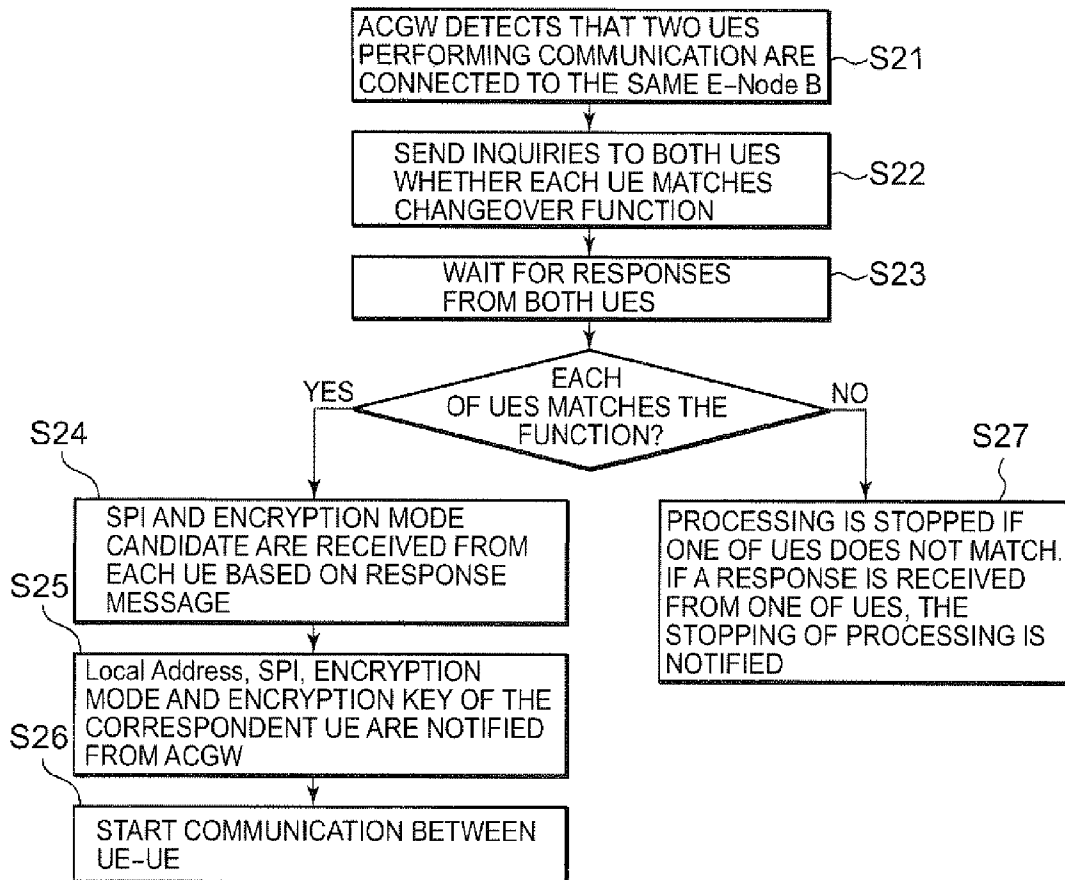 ACGW DETECTS THAT TWO UES
PERFORMING COMMUNICATION ARE
CONNECTED TO THE SAME E-Node B
S21
SEND INQUIRIES TO BOTH UES
WHETHER EACH UE MATCHES
CHANGEOVER FUNCTION
S22
WAIT FOR RESPONSES
FROM BOTH UES
S23
EACH
OF UES MATCHES THE
FUNCTION?
YES
NO
S24
SPI AND ENCRYPTION MODE
CANDIDATE ARE RECEIVED FROM
EACH UE BASED ON RESPONSE
MESSAGE
S25
Local Address, SPI, ENCRYPTION
MODE AND ENCRYPTION KEY OF THE
CORRESPONDENT UE ARE NOTIFIED
FROM ACGW
S26
START COMMUNICATION BETWEEN
UE-UE
S27
PROCESSING IS STOPPED IF
ONE OF UES DOES NOT MATCH.
IF A RESPONSE IS RECEIVED
FROM ONE OF UES, THE
STOPPING OF PROCESSING IS
NOTIFIED